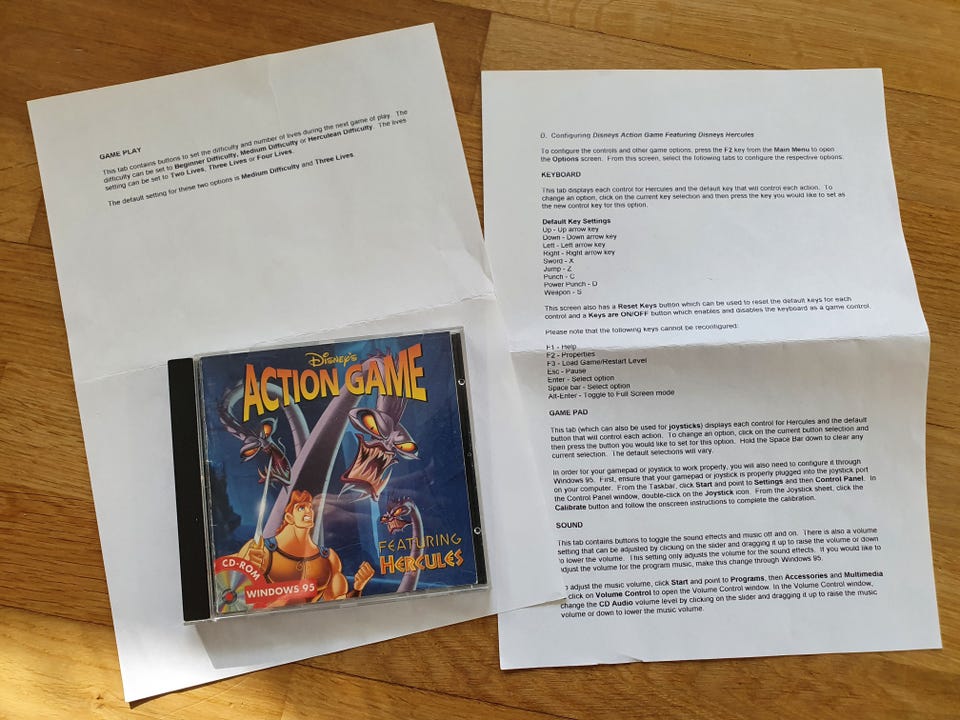 GAME PLAY
This tab contains buttons to set the difficulty and number of lives during the next game of play. The
difficulty can be set to Beginner Difficulty, Medium Difficulty or Herculean Difficulty. The lives
setting can be set to Two Lives, Three Lives or Four Lives.
The default setting for these two options is Medium Difficulty and Three Lives.
DISNEY'S
ACTION GAME
FEATURING
HERCULES
CD-ROM
WINDOWS 95
D. Configuring Disneys Action Game Featuring Disneys Hercules
To configure the controls and other game options, press the F2 key from the Main Menu to open
the Options screen. From this screen, select the following tabs to configure the respective options:
KEYBOARD
This tab displays each control for Hercules and the default key that will control each action. To
change an option, click on the current key selection and then press the key you would like to set as
the new control key for this option.
Default Key Settings
Up - Up arrow key
Down - Down arrow key
Left - Left arrow key
Right - Right arrow key
Sword - X
Jump - Z
Punch - C
Power Punch - D
Weapon - S
This screen also has a Reset Keys button which can be used to reset the default keys for each
control and a Keys are ON/OFF button which enables and disables the keyboard as a game control.
Please note that the following keys cannot be reconfigured:
F1 - Help
F2 - Properties
F3 - Load Game/Restart Level
Esc - Pause
Enter - Select option
Space bar - Select option
Alt-Enter - Toggle to Full Screen mode
GAME PAD
This tab (which can also be used for joysticks) displays each control for Hercules and the default
button that will control each action. To change an option, click on the current button selection and
then press the button you would like to set for this option. Hold the Space Bar down to clear any
current selection. The default selections will vary.
In order for your gamepad or joystick to work properly, you will also need to configure it through
Windows 95. First, ensure that your gamepad or joystick is properly plugged into the joystick port
on your computer. From the Taskbar, click Start and point to Settings and then Control Panel. In
the Control Panel window, double-click on the Joystick icon. From the Joystick sheet, click the
Calibrate button and follow the onscreen instructions to complete the calibration.
SOUND
This tab contains buttons to toggle the sound effects and music off and on. There is also a volume
setting that can be adjusted by clicking on the slider and dragging it up to raise the volume or down
to lower the volume. This setting only adjusts the volume for the sound effects. If you would like to
adjust the volume for the program music, make this change through Windows 95.
To adjust the music volume, click Start and point to Programs, then Accessories and Multimedia
click on Volume Control to open the Volume Control window. In the Volume Control window,
change the CD Audio volume level by clicking on the slider and dragging it up to raise the music
volume or down to lower the music volume.